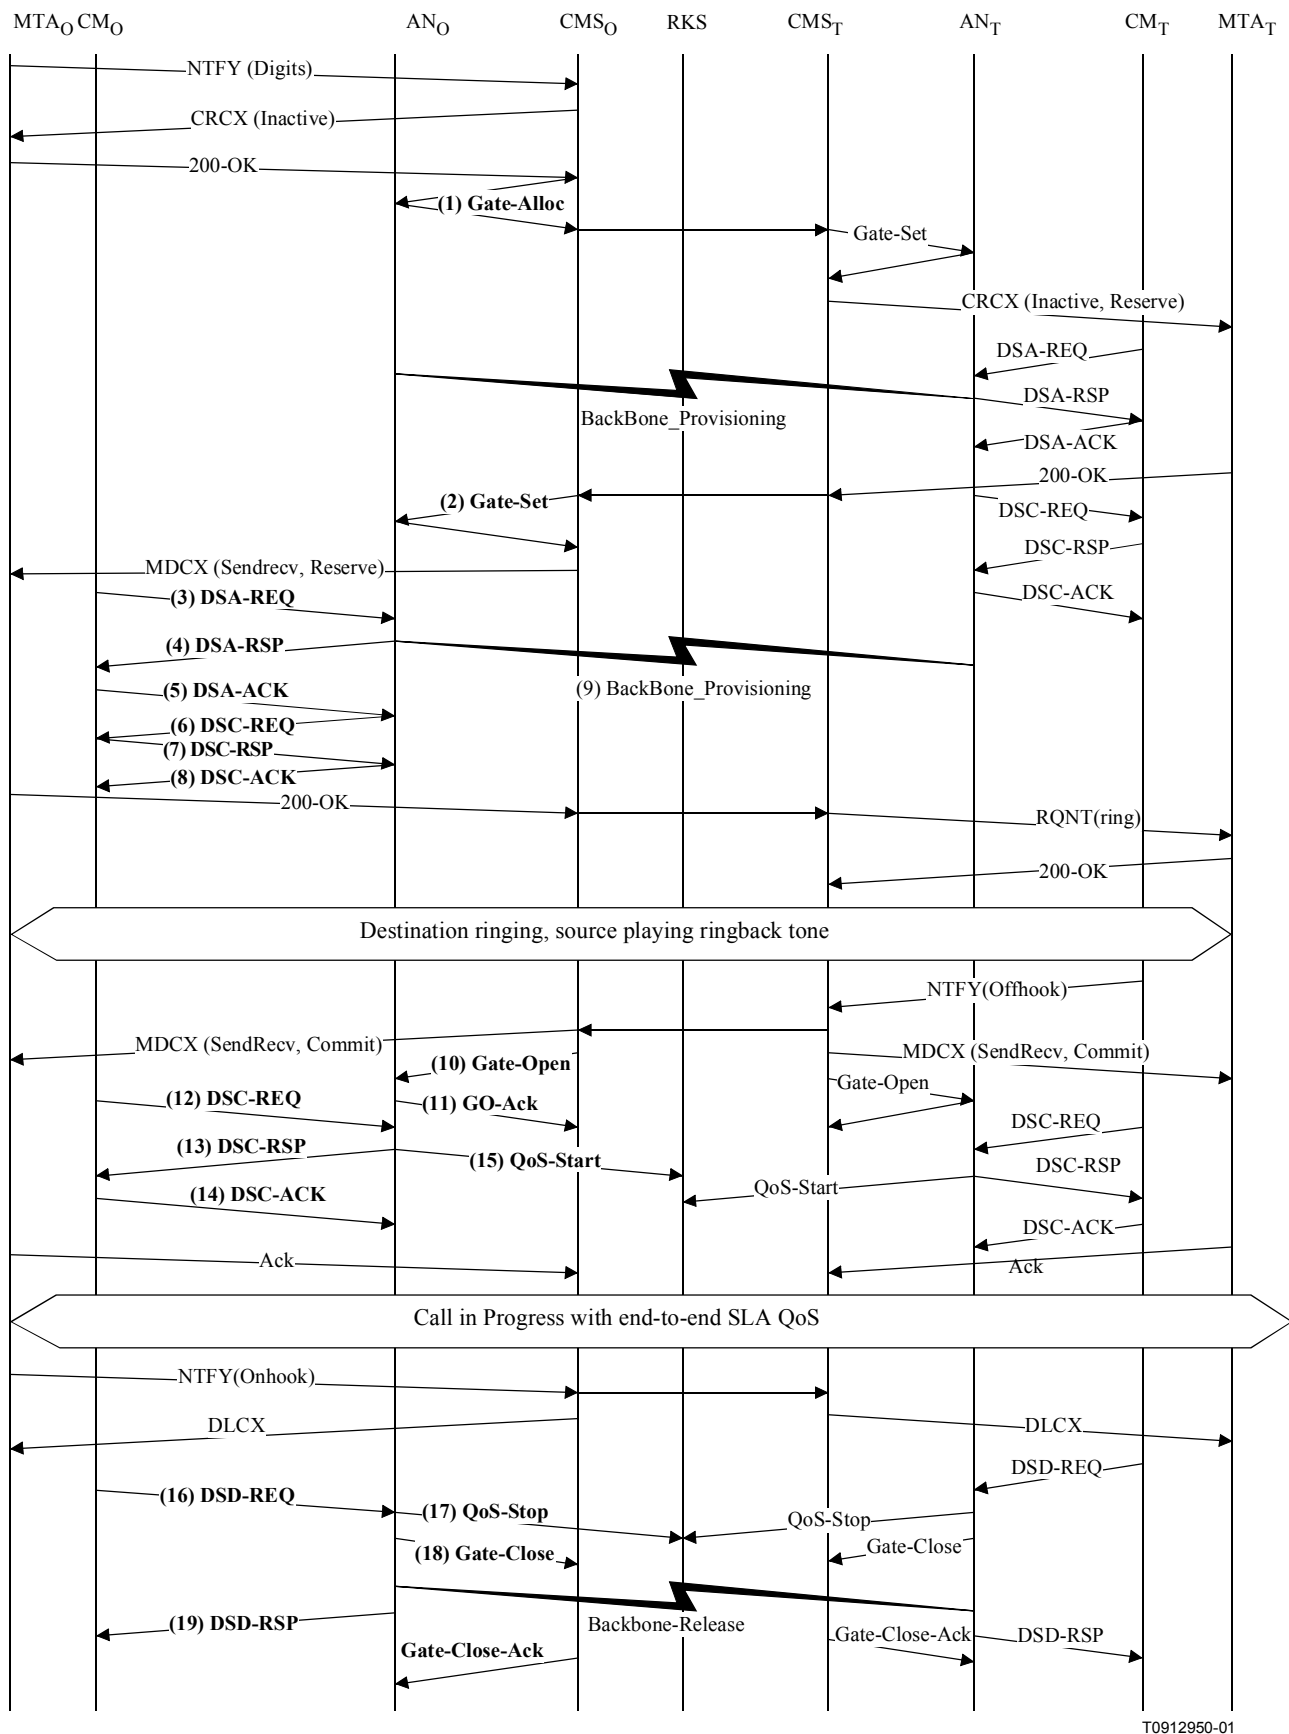 MTAO CMO ANO CMSO RKS CMST ANT CMT MTAT
NTFY (Digits)
CRCX (Inactive)
200-OK
(1) Gate-Alloc
Gate-Set
CRCX (Inactive, Reserve)
DSA-REQ
DSA-RSP
BackBone_Provisioning
DSA-ACK
200-OK
(2) Gate-Set
DSC-REQ
DSC-RSP
MDCX (Sendrecv, Reserve)
(3) DSA-REQ
DSC-ACK
(4) DSA-RSP
(5) DSA-ACK
(9) BackBone_Provisioning
(6) DSC-REQ
(7) DSC-RSP
(8) DSC-ACK
200-OK
RQNT(ring)
200-OK
Destination ringing, source playing ringback tone
NTFY(Offhook)
MDCX (SendRecv, Commit)
MDCX (SendRecv, Commit)
(10) Gate-Open
Gate-Open
(12) DSC-REQ
(11) GO-Ack
DSC-REQ
(13) DSC-RSP
(15) QoS-Start
DSC-RSP
QoS-Start
(14) DSC-ACK
DSC-ACK
Ack
Ack
Call in Progress with end-to-end SLA QoS
NTFY(Onhook)
DLCX
DLCX
DSD-REQ
(16) DSD-REQ
(17) QoS-Stop
QoS-Stop
(18) Gate-Close
Gate-Close
(19) DSD-RSP
Backbone-Release
Gate-Close-Ack
DSD-RSP
Gate-Close-Ack
T0912950-01